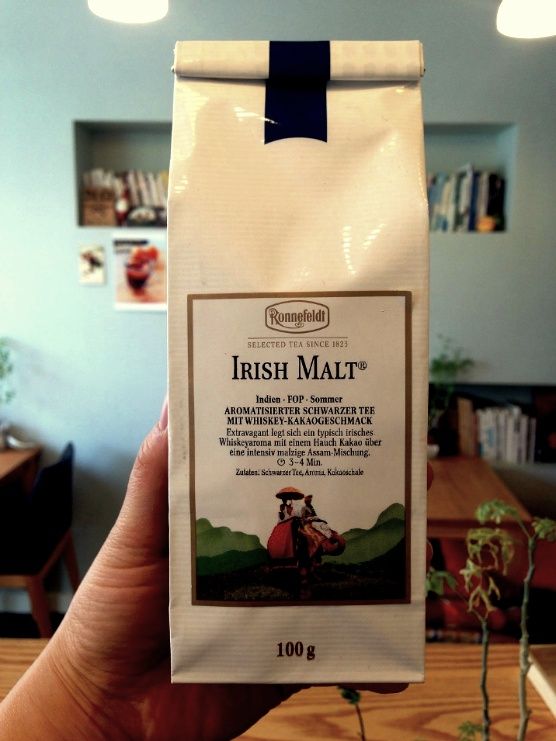 Ronnefeldt
SELECTED TEA SINCE 1823
IRISH MALT®
Indien · FOP · Sommer
AROMATISIERTER SCHWARZER TEE
MIT WHISKEY-KAKAOGESCHMACK
Extravagant legt sich ein typisch irisches
Whiskeyaroma mit einem Hauch Kakao über
eine intensiv malzige Assam-Mischung.
3-4 Min.
Zutaten: Schwarzer Tee, Aroma, Kakaoschale
100 g